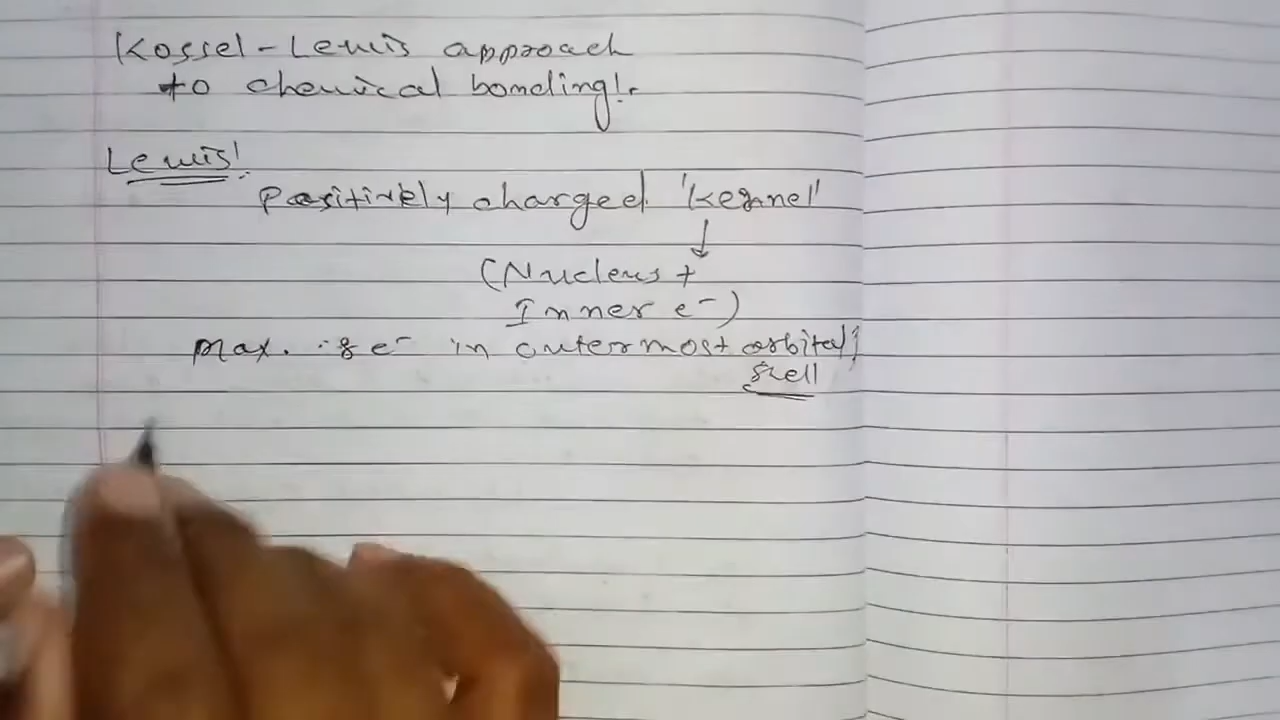 Kossel-Lewis approach
to chemical bonding:-
Lewis:
Positively charged 'kernel'
↓
(Nucleus +
Inner e⁻)
max. 8 e⁻ in outermost orbital/
shell